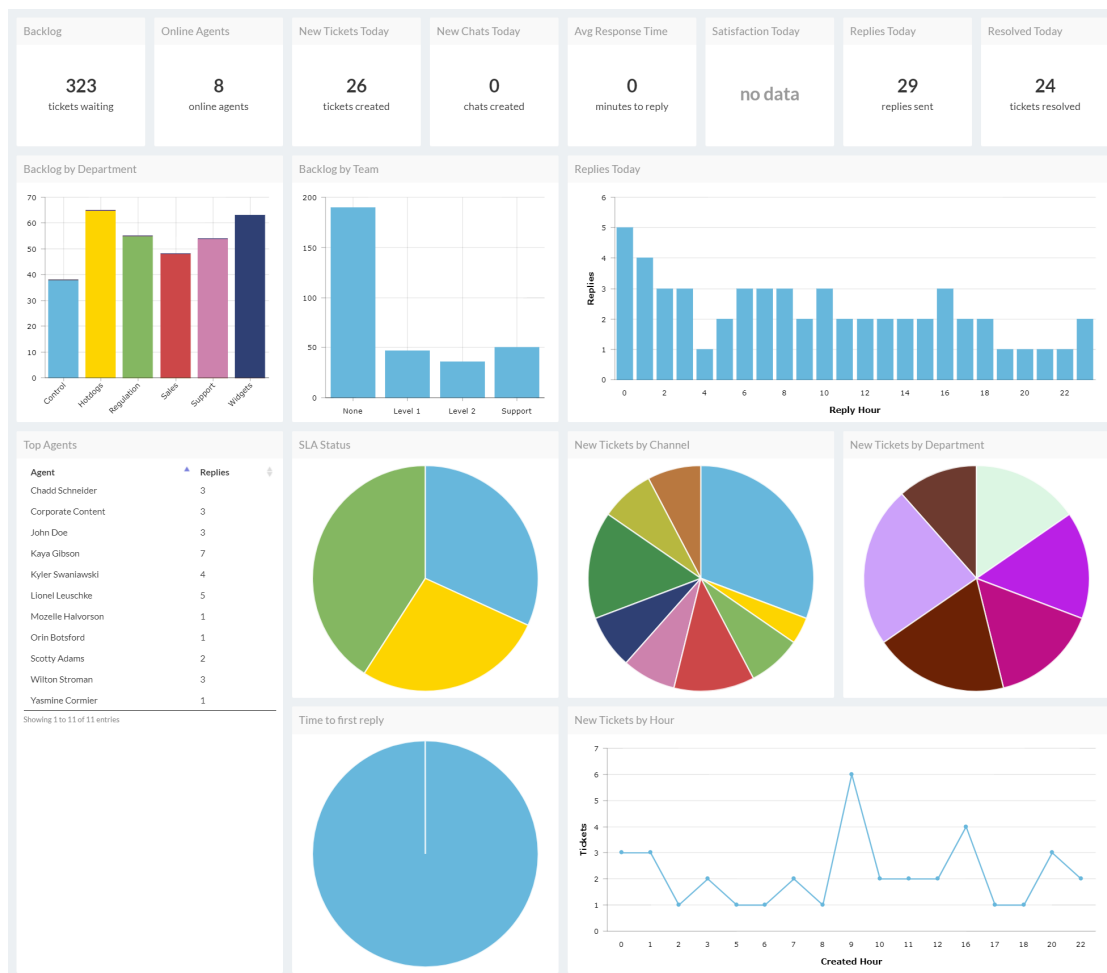 Backlog
Online Agents
New Tickets Today
New Chats Today
Avg Response Time
Satisfaction Today
Replies Today
Resolved Today
323
tickets waiting
8
online agents
26
tickets created
0
chats created
0
minutes to reply
no data
29
replies sent
24
tickets resolved
Backlog by Department
70
60
50
40
30
20
10
0
Control
Hotdogs
Regulation
Sales
Support
Widgets
Backlog by Team
200
150
100
50
0
None
Level 1
Level 2
Support
Replies Today
Replies
6
5
4
3
2
1
0
0 2 4 6 8 10 12 14 16 18 20 22
Reply Hour
Top Agents
Agent Replies
Chadd Schneider 3
Corporate Content 3
John Doe 3
Kaya Gibson 7
Kyler Swaniawski 4
Lionel Leuschke 5
Mozelle Halvorson 1
Orin Botsford 1
Scotty Adams 2
Wilton Stroman 3
Yasmine Cormier 1
Showing 1 to 11 of 11 entries
SLA Status
New Tickets by Channel
New Tickets by Department
Time to first reply
New Tickets by Hour
Tickets
7
6
5
4
3
2
1
0
0 1 2 3 5 6 7 8 9 10 11 12 16 17 18 20 22
Created Hour